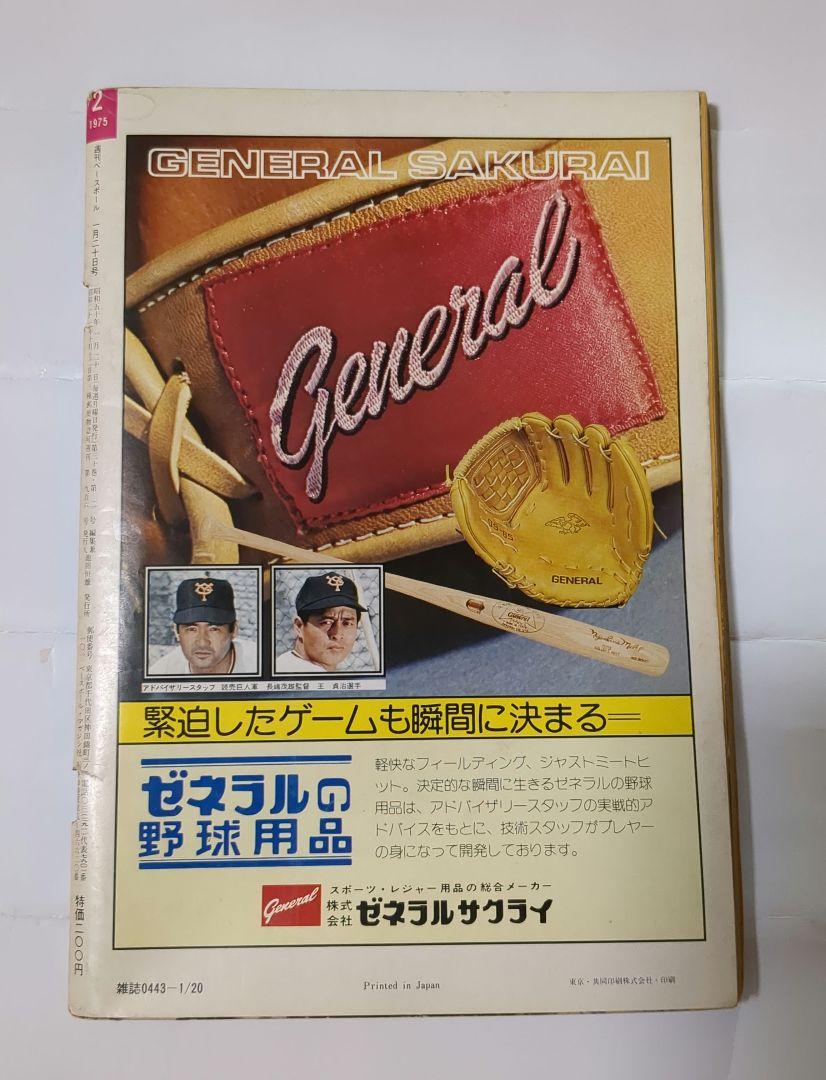 2
1975
週刊ベースボール 一月二十日号
特価二〇〇円
GENERAL SAKURAI
General
GENERAL
アドバイザリースタッフ 読売巨人軍 長嶋茂雄監督 王 貞治選手
緊迫したゲームも瞬間に決まる＝
ゼネラルの
野球用品
軽快なフィールディング、ジャストミートヒ
ット。決定的な瞬間に生きるゼネラルの野球
用品は、アドバイザリースタッフの実戦的ア
ドバイスをもとに、技術スタッフがプレヤー
の身になって開発しております。
スポーツ・レジャー用品の総合メーカー
General
株式会社 ゼネラルサクライ
雑誌0443－1/20
Printed in Japan
東京・共同印刷株式会社・印刷